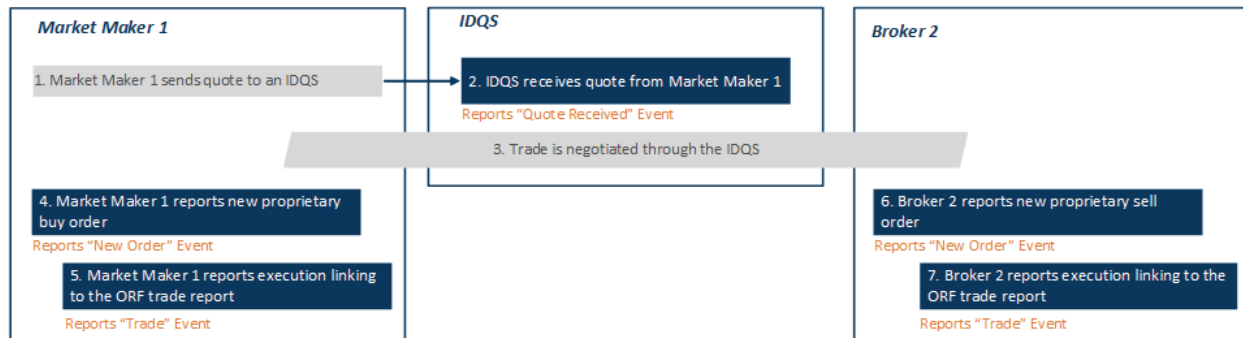 Market Maker 1
IDQS
Broker 2
1. Market Maker 1 sends quote to an IDQS
2. IDQS receives quote from Market Maker 1
Reports “Quote Received” Event
3. Trade is negotiated through the IDQS
4. Market Maker 1 reports new proprietary
buy order
Reports “New Order” Event
5. Market Maker 1 reports execution linking
to the ORF trade report
Reports “Trade” Event
6. Broker 2 reports new proprietary sell
order
Reports “New Order” Event
7. Broker 2 reports execution linking to the
ORF trade report
Reports “Trade” Event